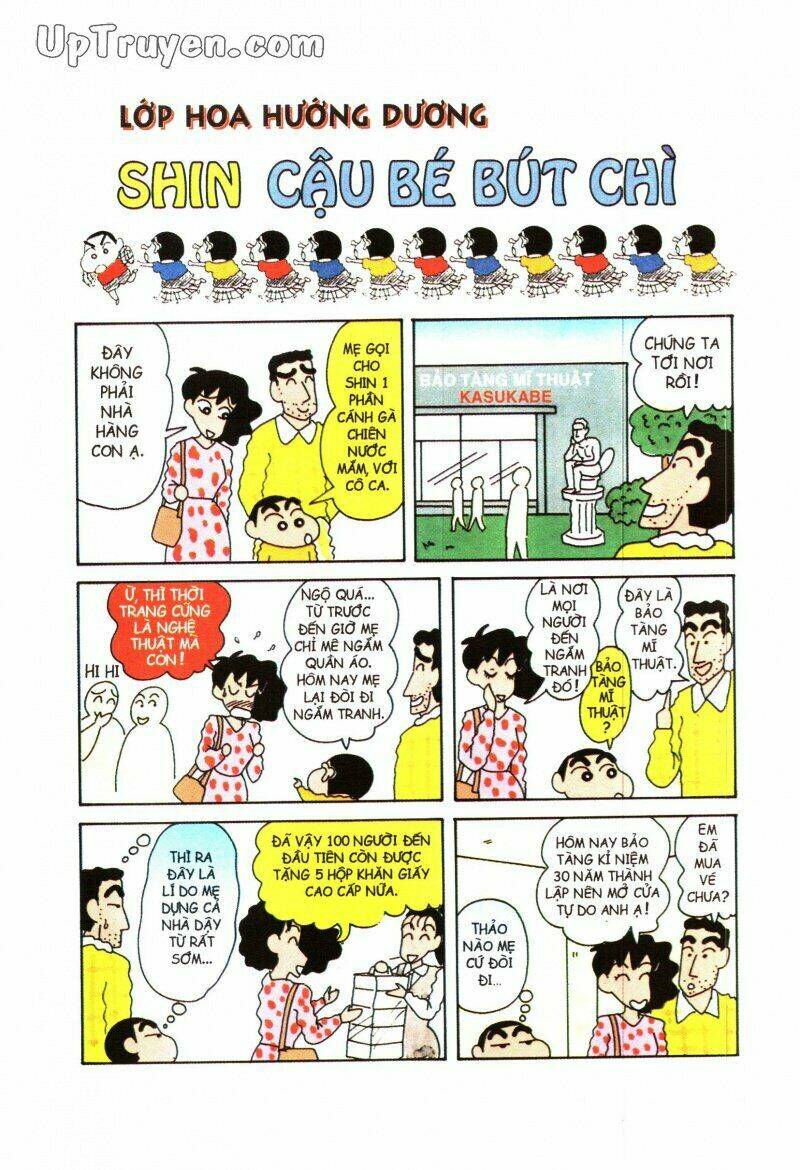 UpTruyen.com
LỚP HOA HƯỚNG DƯƠNG
SHIN CẬU BÉ BÚT CHÌ
CHÚNG TA
TỚI NƠI
RỒI!
BẢO TÀNG MĨ THUẬT
KASUKABE
MẸ GỌI
CHO
SHIN 1
PHẦN
CÁNH GÀ
CHIÊN
NƯỚC
MẮM, VỚI
CÔ CA.
ĐÂY
KHÔNG
PHẢI
NHÀ
HÀNG
CON Ạ.
ĐÂY LÀ
BẢO
TÀNG
MĨ
THUẬT.
BẢO
TÀNG
MĨ
THUẬT
?
LÀ NƠI
MỌI
NGƯỜI
ĐẾN
NGẮM
TRANH
ĐÓ!
NGỘ QUÁ...
TỪ TRƯỚC
ĐẾN GIỜ MẸ
CHỈ MÊ NGẮM
QUẦN ÁO.
HÔM NAY MẸ
LẠI ĐÒI ĐI
NGẮM TRANH.
Ừ, THÌ THỜI
TRANG CŨNG
LÀ NGHỆ
THUẬT MÀ
CON!
HI HI
EM
ĐÃ
MUA
VÉ
CHƯA?
HÔM NAY BẢO
TÀNG KỈ NIỆM
30 NĂM THÀNH
LẬP NÊN MỞ CỬA
TỰ DO ANH Ạ!
THẢO
NÀO MẸ
CỨ ĐÒI
ĐI...
ĐÃ VẬY 100 NGƯỜI ĐẾN
ĐẦU TIÊN CÒN ĐƯỢC
TẶNG 5 HỘP KHĂN GIẤY
CAO CẤP NỮA.
THÌ RA
ĐÂY LÀ
LÍ DO MẸ
DỰNG CẢ
NHÀ DẬY
TỪ RẤT
SỚM...